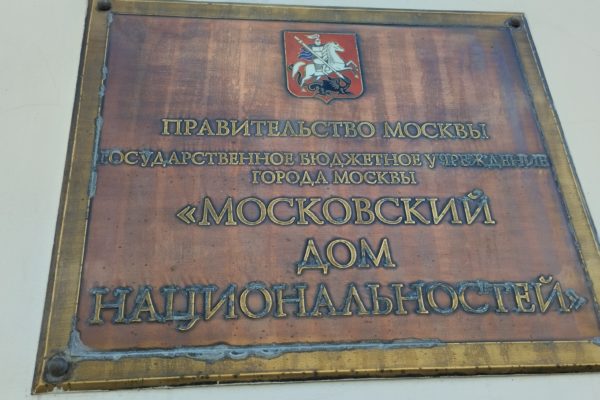 ПРАВИТЕЛЬСТВО МОСКВЫ
ГОСУДАРСТВЕННОЕ БЮДЖЕТНОЕ УЧРЕЖДЕНИЕ
ГОРОДА МОСКВЫ
«МОСКОВСКИЙ
ДОМ
НАЦИОНАЛЬНОСТЕЙ»